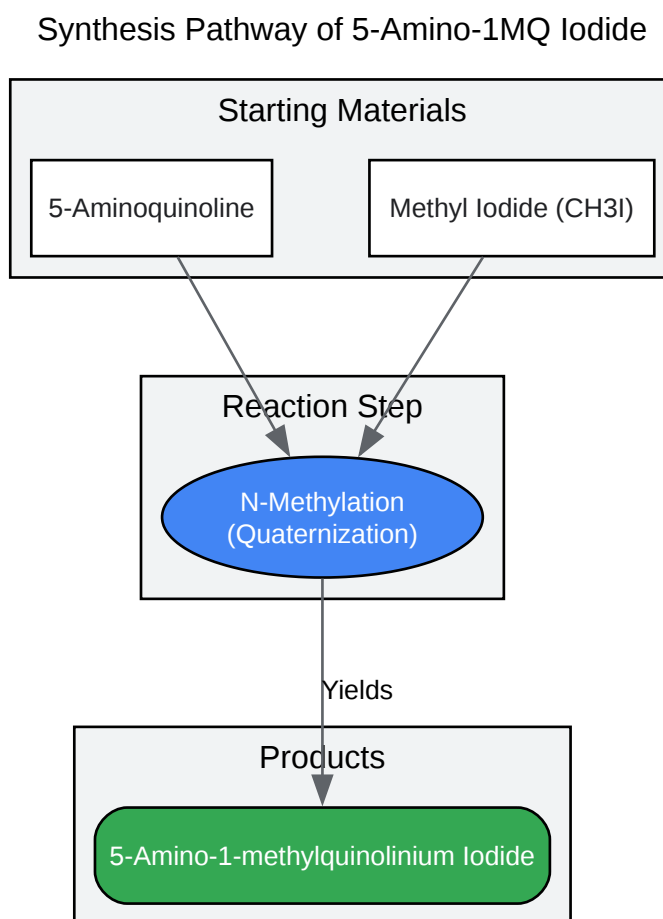 Synthesis Pathway of 5-Amino-1MQ Iodide
Starting Materials
5-Aminoquinoline
Methyl Iodide (CH3I)
Reaction Step
N-Methylation
(Quaternization)
Yields
Products
5-Amino-1-methylquinolinium Iodide